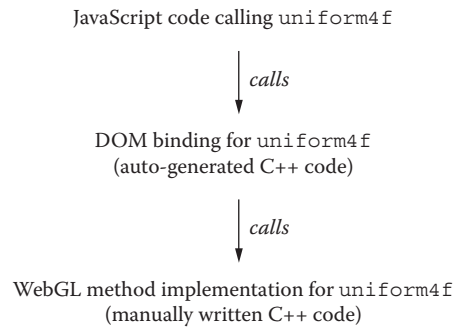 JavaScript code calling uniform4f
calls
DOM binding for uniform4f
(auto-generated C++ code)
calls
WebGL method implementation for uniform4f
(manually written C++ code)